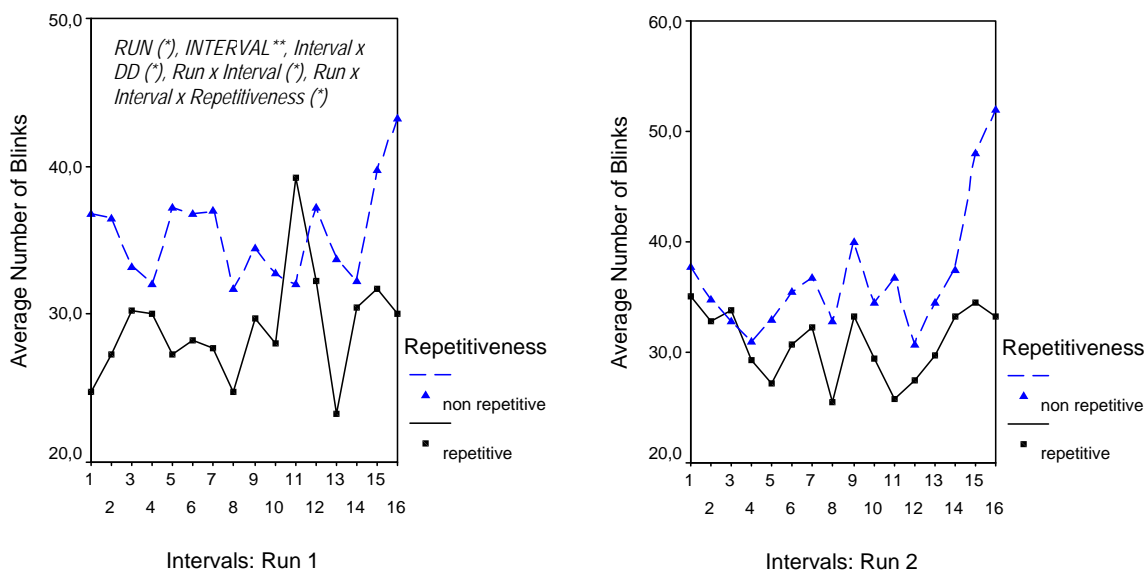 50,0
RUN (*), INTERVAL**, Interval x
DD (*), Run x Interval (*), Run x
Interval x Repetitiveness (*)
40,0
30,0
20,0
Average Number of Blinks
1 3 5 7 9 11 13 15
2 4 6 8 10 12 14 16
Intervals: Run 1
Repetitiveness
non repetitive
repetitive
60,0
50,0
40,0
30,0
20,0
Average Number of Blinks
1 3 5 7 9 11 13 15
2 4 6 8 10 12 14 16
Intervals: Run 2
Repetitiveness
non repetitive
repetitive